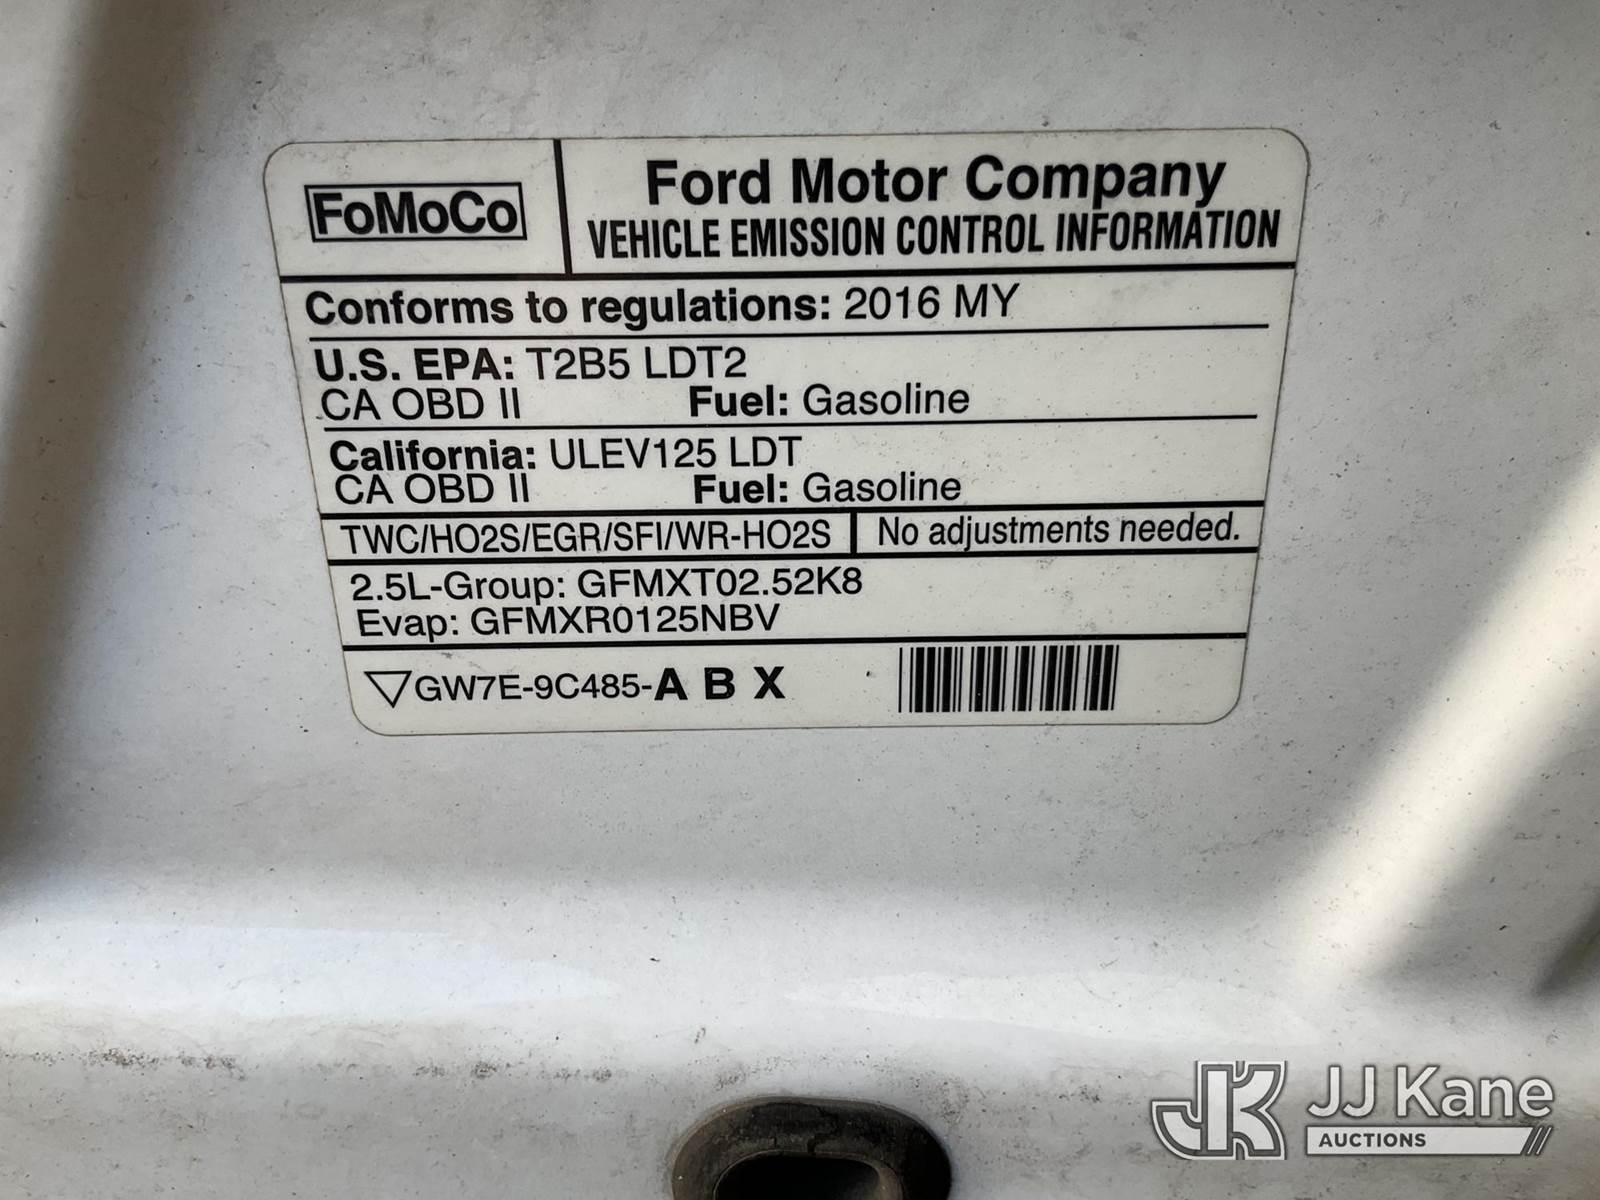 FoMoCo
Ford Motor Company
VEHICLE EMISSION CONTROL INFORMATION
Conforms to regulations: 2016 MY
U.S. EPA: T2B5 LDT2
CA OBD II Fuel: Gasoline
California: ULEV125 LDT
CA OBD II Fuel: Gasoline
TWC/HO2S/EGR/SFI/WR-HO2S No adjustments needed.
2.5L-Group: GFMXT02.52K8
Evap: GFMXR0125NBV
GW7E-9C485-A B X
JK JJ Kane
AUCTIONS